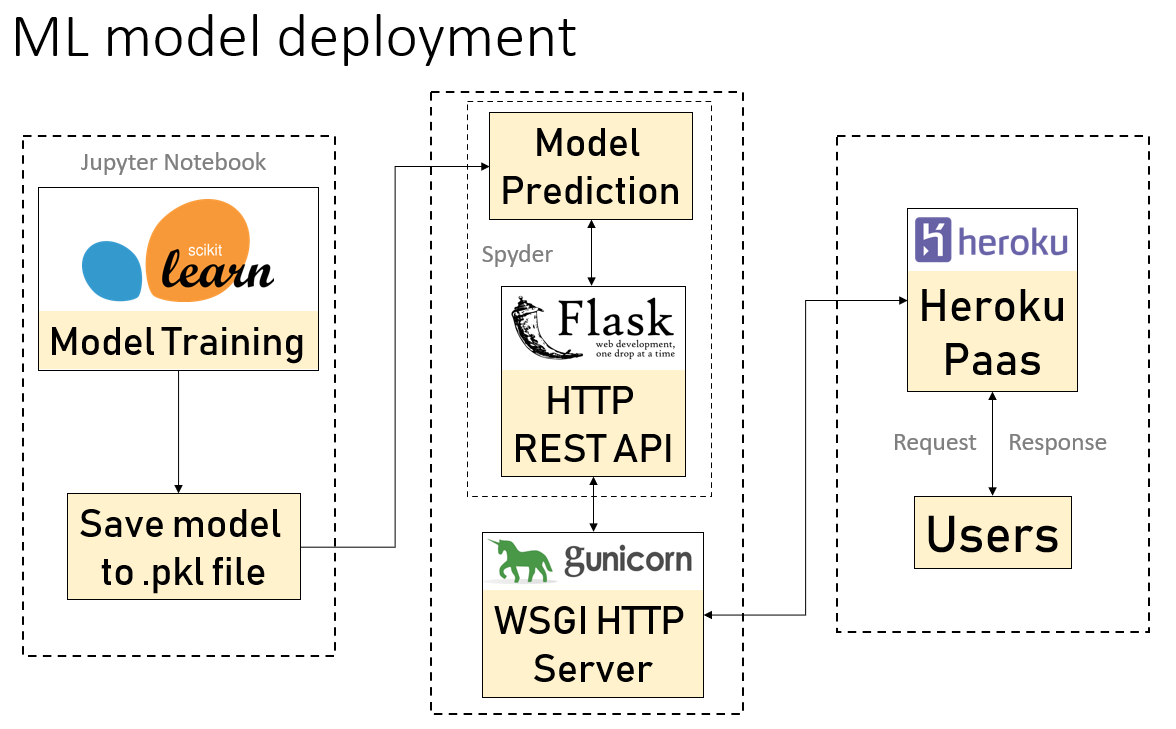 ML model deployment
Jupyter Notebook
scikit
learn
Model Training
Save model
to .pkl file
Model
Prediction
Spyder
Flask
web development,
one drop at a time
HTTP
REST API
gunicorn
WSGI HTTP
Server
heroku
Heroku
Paas
Request
Response
Users